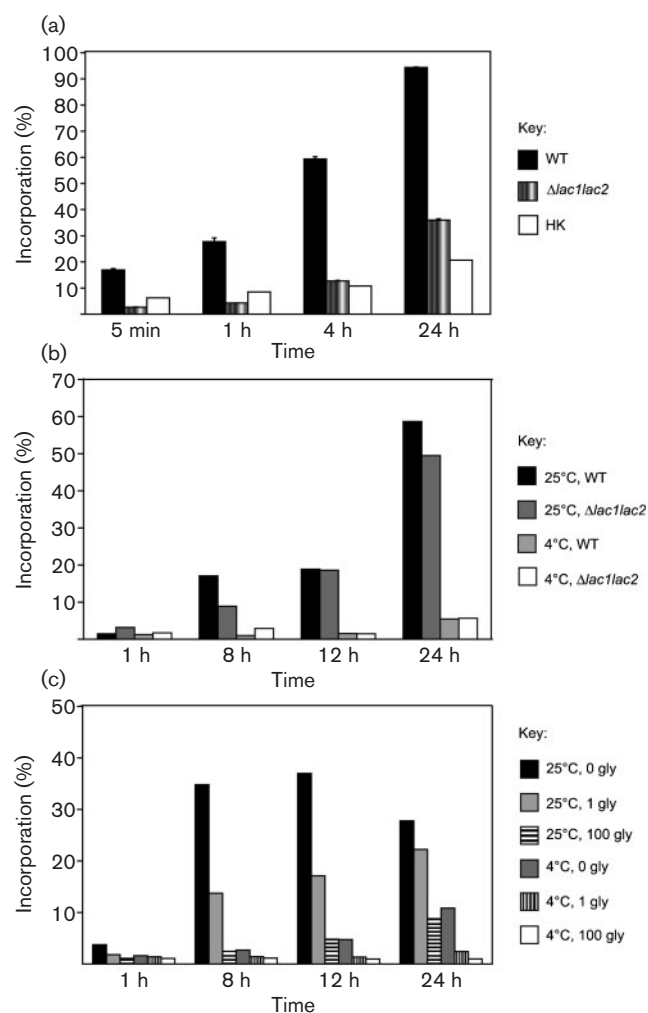 (a)
100
90
80
70
60
50
40
30
20
10
Incorporation (%)
5 min 1 h 4 h 24 h
Time
Key:
WT
Δlac1lac2
HK
(b)
70
60
50
40
30
20
10
Incorporation (%)
1 h 8 h 12 h 24 h
Time
Key:
25°C, WT
25°C, Δlac1lac2
4°C, WT
4°C, Δlac1lac2
(c)
50
40
30
20
10
Incorporation (%)
1 h 8 h 12 h 24 h
Time
Key:
25°C, 0 gly
25°C, 1 gly
25°C, 100 gly
4°C, 0 gly
4°C, 1 gly
4°C, 100 gly